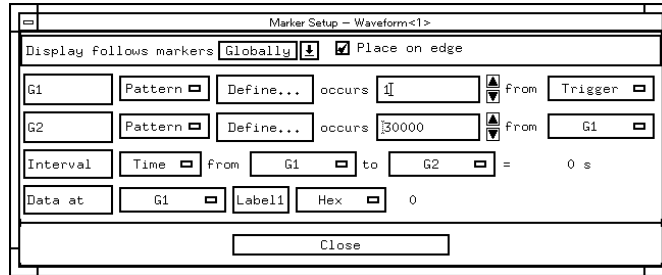 Marker Setup — Waveform<1>
Display follows markers Globally Place on edge
G1 Pattern Define... occurs 1 from Trigger
G2 Pattern Define... occurs 30000 from G1
Interval Time from G1 to G2 = 0 s
Data at G1 Label1 Hex 0
Close